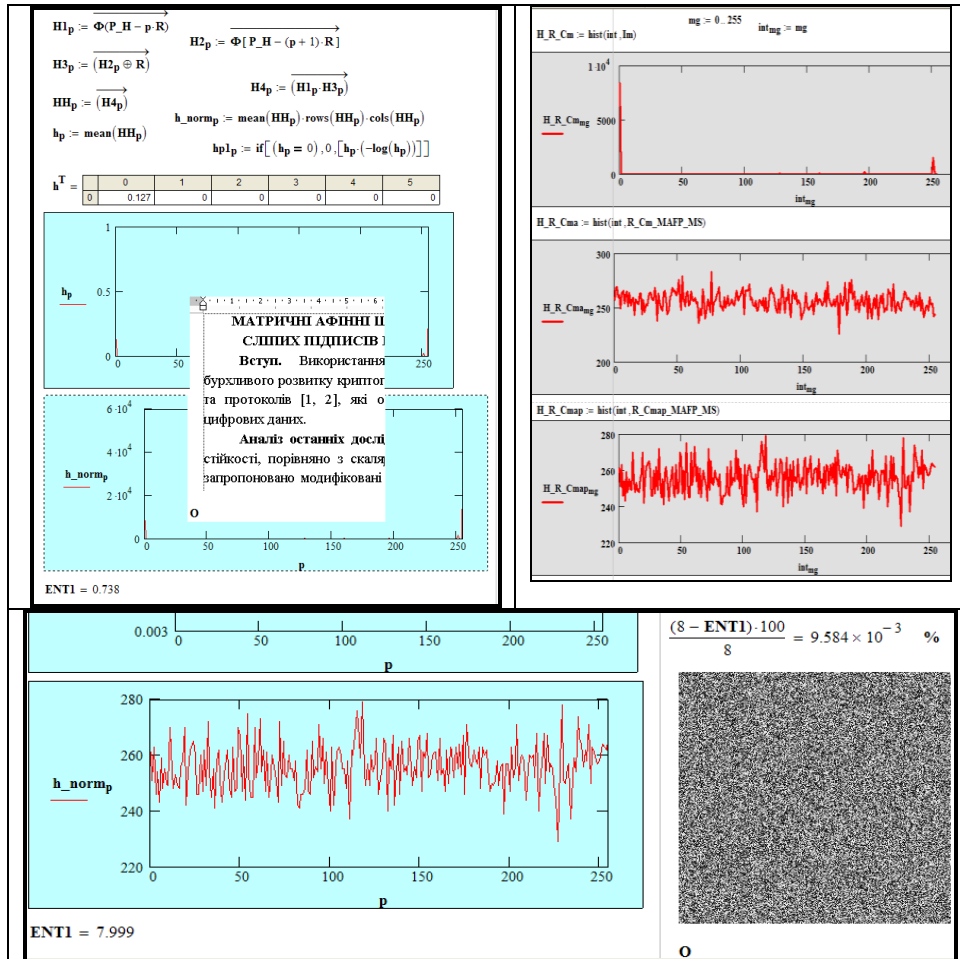 H1p := Φ(P_H − p·R)
H2p := Φ[P_H − (p + 1)·R]
H3p := (H2p ⊕ R)
H4p := (H1p·H3p)
HHp := (H4p)
h_normp := mean(HHp)·rows(HHp)·cols(HHp)
hp := mean(HHp)
hp1p := if[(hp = 0), 0, [hp·(−log(hp))]]
hT =
0 1 2 3 4 5
0 0.127 0 0 0 0 0
1
hp
0.5
0
0 50 250
1 2 3 4 5 6
МАТРИЧНІ АФІННІ Ш
СЛІПИХ ПІДПИСІВ
Вступ. Використання
бурхливого розвитку криптог
та протоколів [1, 2], які о
цифрових даних.
Аналіз останніх дослі
стійкості, порівняно з скаля
запропоновано модифіковані
О
6·10^4
4·10^4
h_normp
2·10^4
0
0 50 100 150 200 250
p
ENT1 = 0.738
mg := 0.. 255
intmg := mg
H_R_Cm := hist(int, Im)
1·10^4
H_R_Cmmg
5000
0
0 50 100 150 200 250
intmg
H_R_Cma := hist(int, R_Cm_MAFP_MS)
300
H_R_Cmamg
250
200
0 50 100 150 200 250
intmg
H_R_Cmap := hist(int, R_Cmap_MAFP_MS)
280
260
H_R_Cmapmg
240
220
0 50 100 150 200 250
intmg
0.003
0 50 100 150 200 250
p
280
260
h_normp
240
220
0 50 100 150 200 250
p
ENT1 = 7.999
(8 − ENT1)·100
8
= 9.584 × 10^−3 %
О